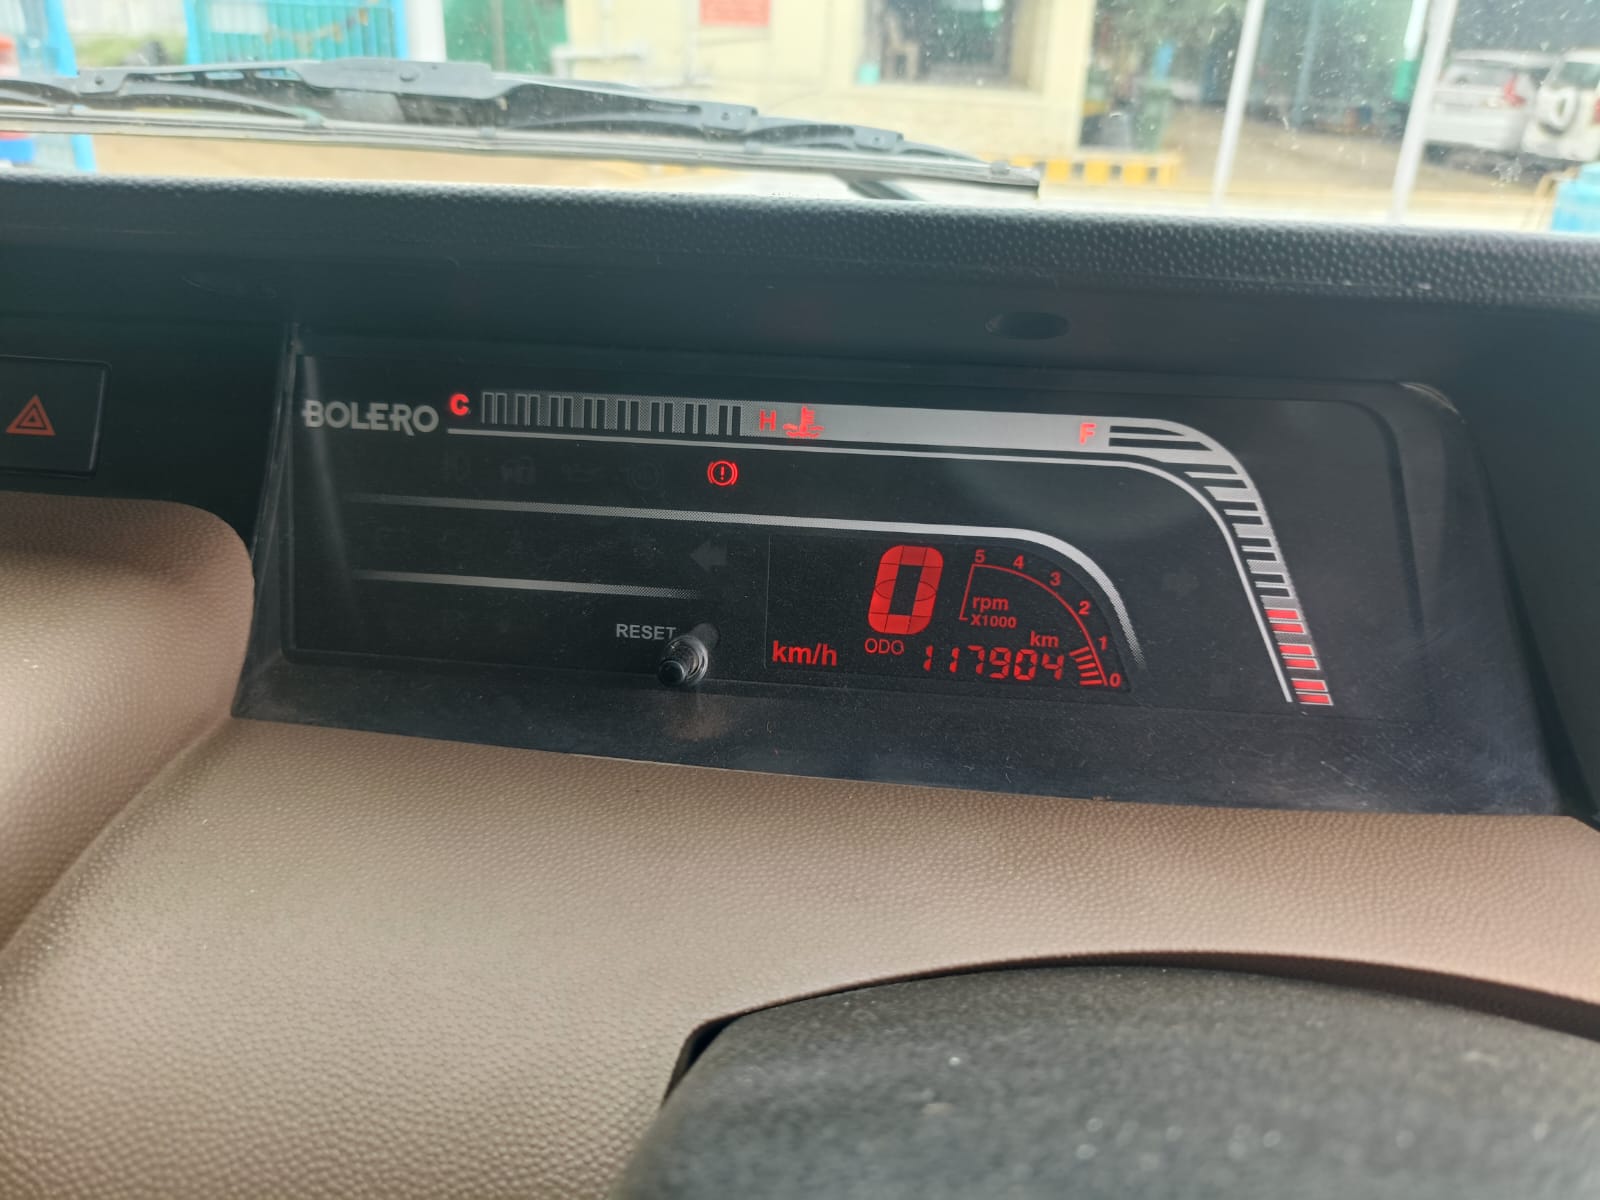 BOLERO C H F
0 5 4 3 2 1 0
rpm
X1000
RESET
km/h ODO 117904 km